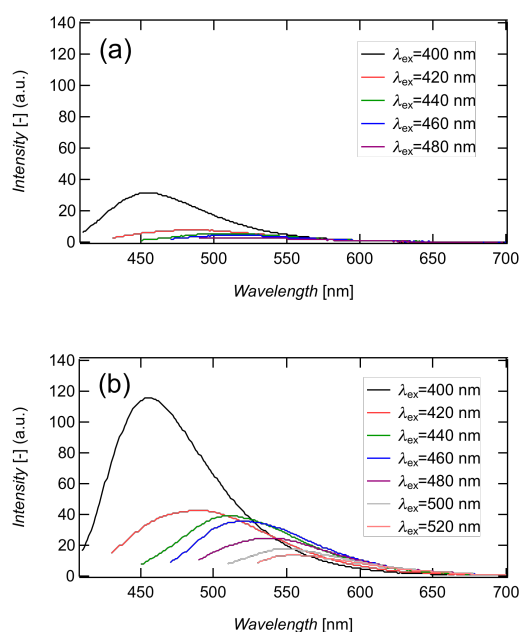 (a)
140
120
100
80
60
40
20
0
Intensity [-] (a.u.)
λex=400 nm
λex=420 nm
λex=440 nm
λex=460 nm
λex=480 nm
450 500 550 600 650 700
Wavelength [nm]
(b)
140
120
100
80
60
40
20
0
Intensity [-] (a.u.)
λex=400 nm
λex=420 nm
λex=440 nm
λex=460 nm
λex=480 nm
λex=500 nm
λex=520 nm
450 500 550 600 650 700
Wavelength [nm]